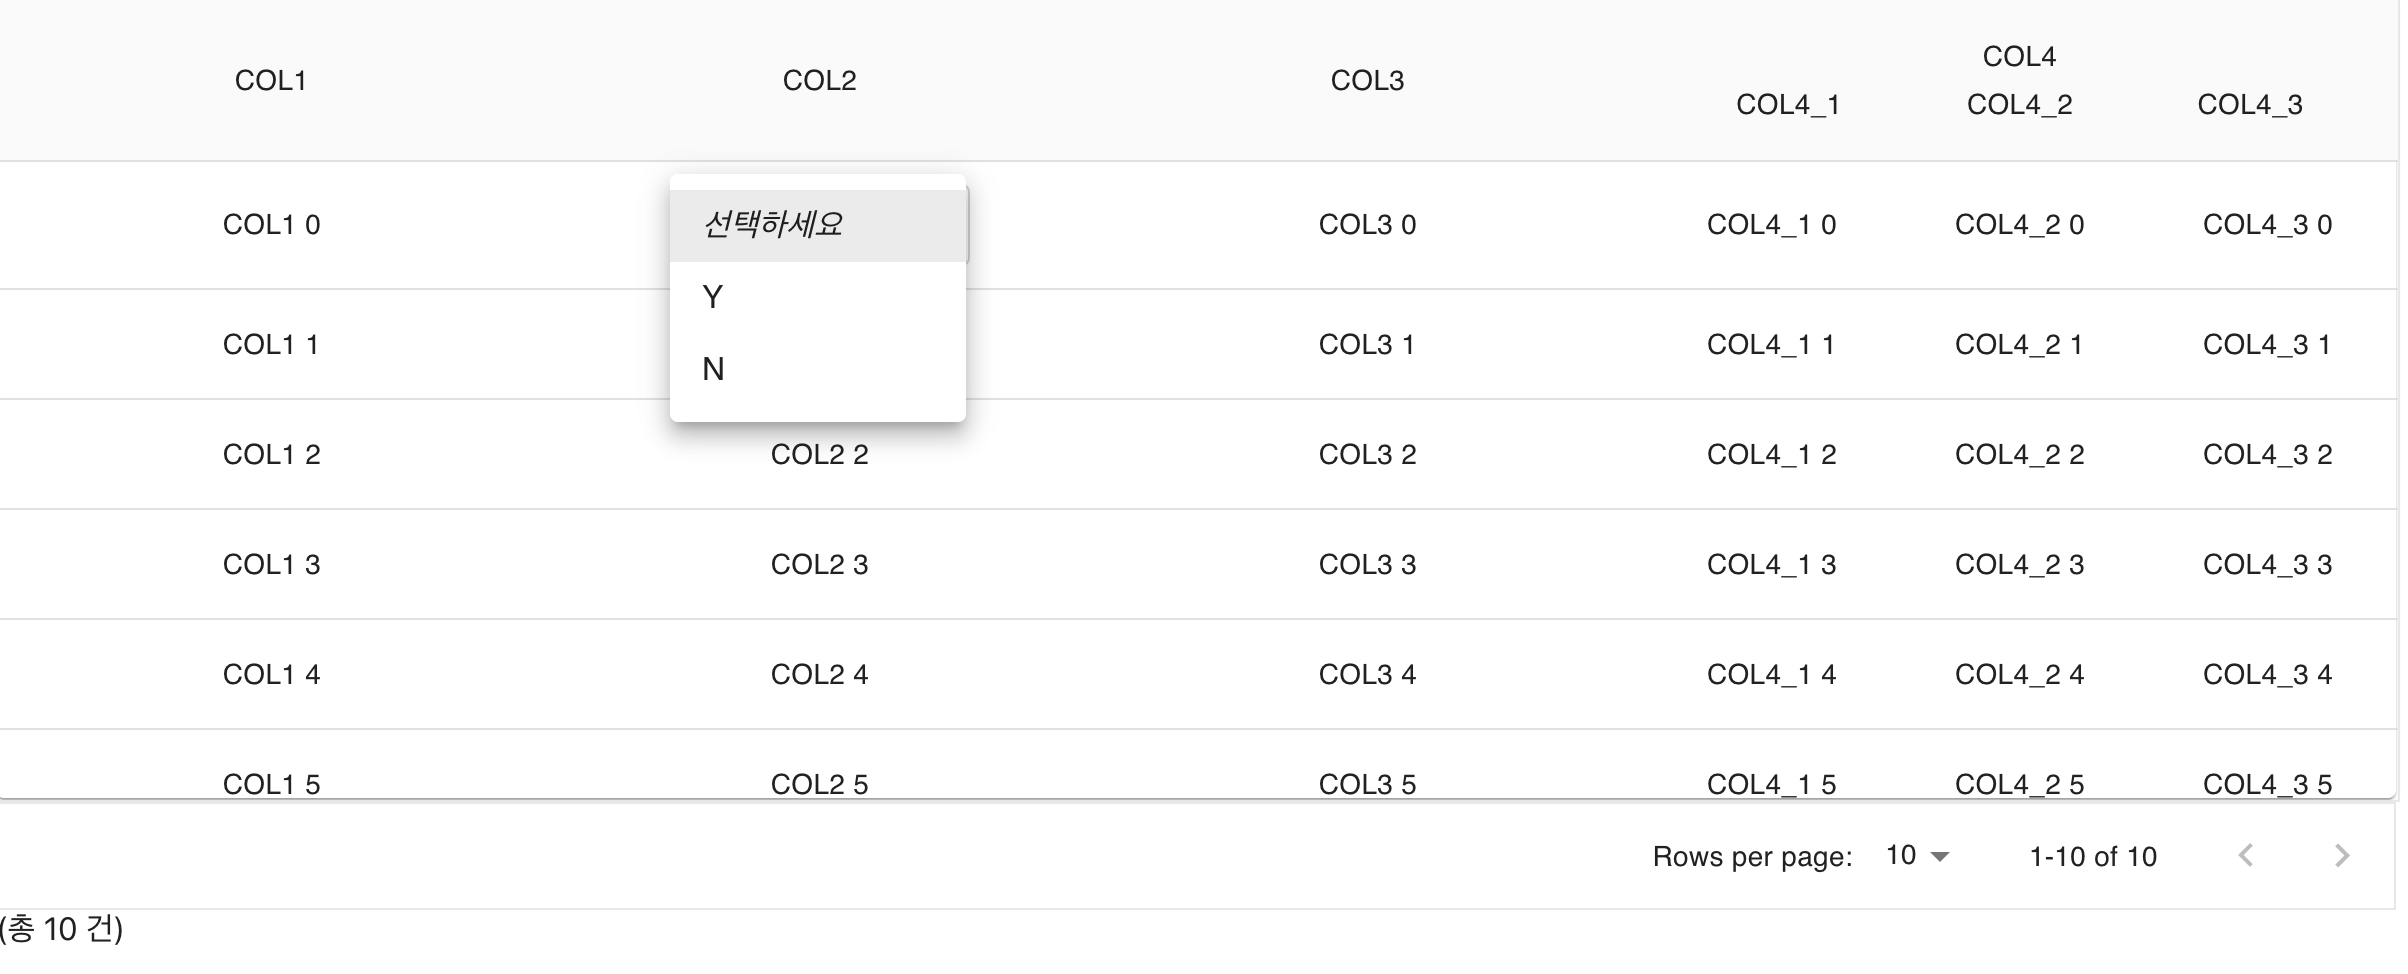 COL4
COL1 COL2 COL3 COL4_1 COL4_2 COL4_3
COL1 0 선택하세요 COL3 0 COL4_1 0 COL4_2 0 COL4_3 0
Y
COL1 1 COL3 1 COL4_1 1 COL4_2 1 COL4_3 1
N
COL1 2 COL2 2 COL3 2 COL4_1 2 COL4_2 2 COL4_3 2
COL1 3 COL2 3 COL3 3 COL4_1 3 COL4_2 3 COL4_3 3
COL1 4 COL2 4 COL3 4 COL4_1 4 COL4_2 4 COL4_3 4
COL1 5 COL2 5 COL3 5 COL4_1 5 COL4_2 5 COL4_3 5
Rows per page: 10 1-10 of 10
(총 10 건)